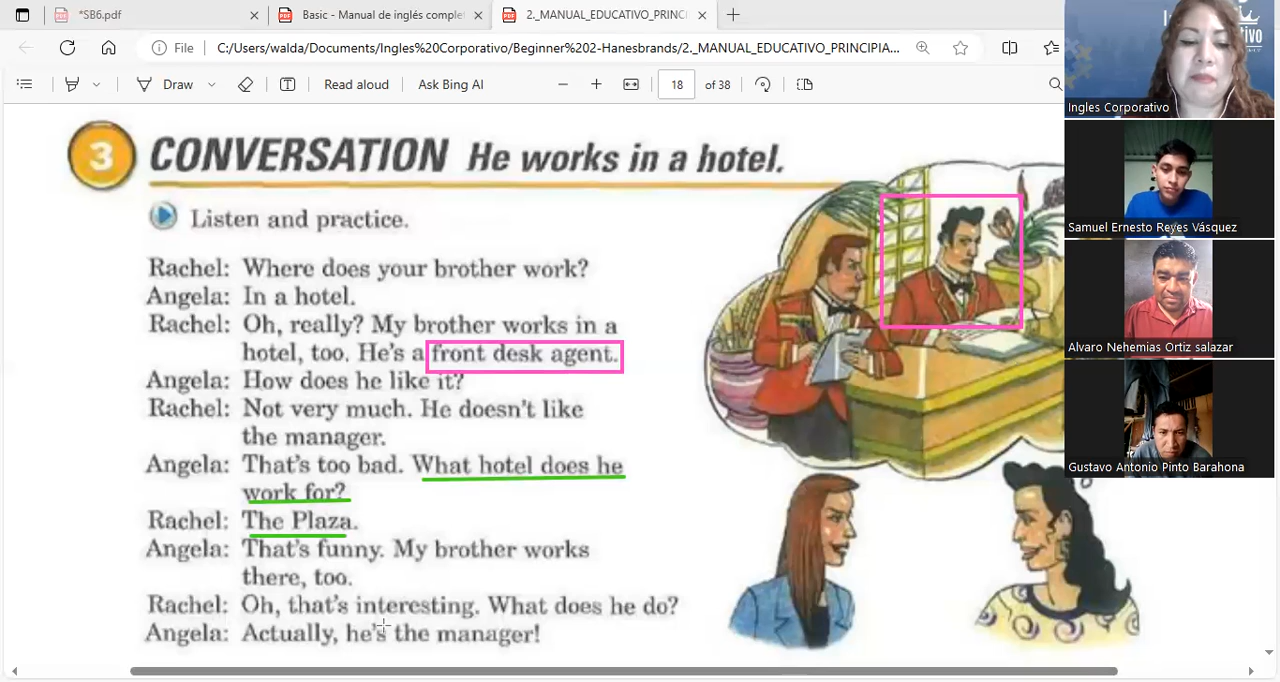 *SB6.pdf
Basic - Manual de inglés complet
2._MANUAL_EDUCATIVO_PRINCI
File
C:/Users/walda/Documents/Ingles%20Corporativo/Beginner%202-Hanesbrands/2._MANUAL_EDUCATIVO_PRINCIPIA...
Draw
Read aloud
Ask Bing AI
18 of 38
3 CONVERSATION He works in a hotel.
Listen and practice.
Rachel: Where does your brother work?
Angela: In a hotel.
Rachel: Oh, really? My brother works in a
hotel, too. He's a front desk agent.
Angela: How does he like it?
Rachel: Not very much. He doesn't like
the manager.
Angela: That's too bad. What hotel does he
work for?
Rachel: The Plaza.
Angela: That's funny. My brother works
there, too.
Rachel: Oh, that's interesting. What does he do?
Angela: Actually, he's the manager!
Ingles Corporativo
Samuel Ernesto Reyes Vásquez
Alvaro Nehemias Ortiz salazar
Gustavo Antonio Pinto Barahona